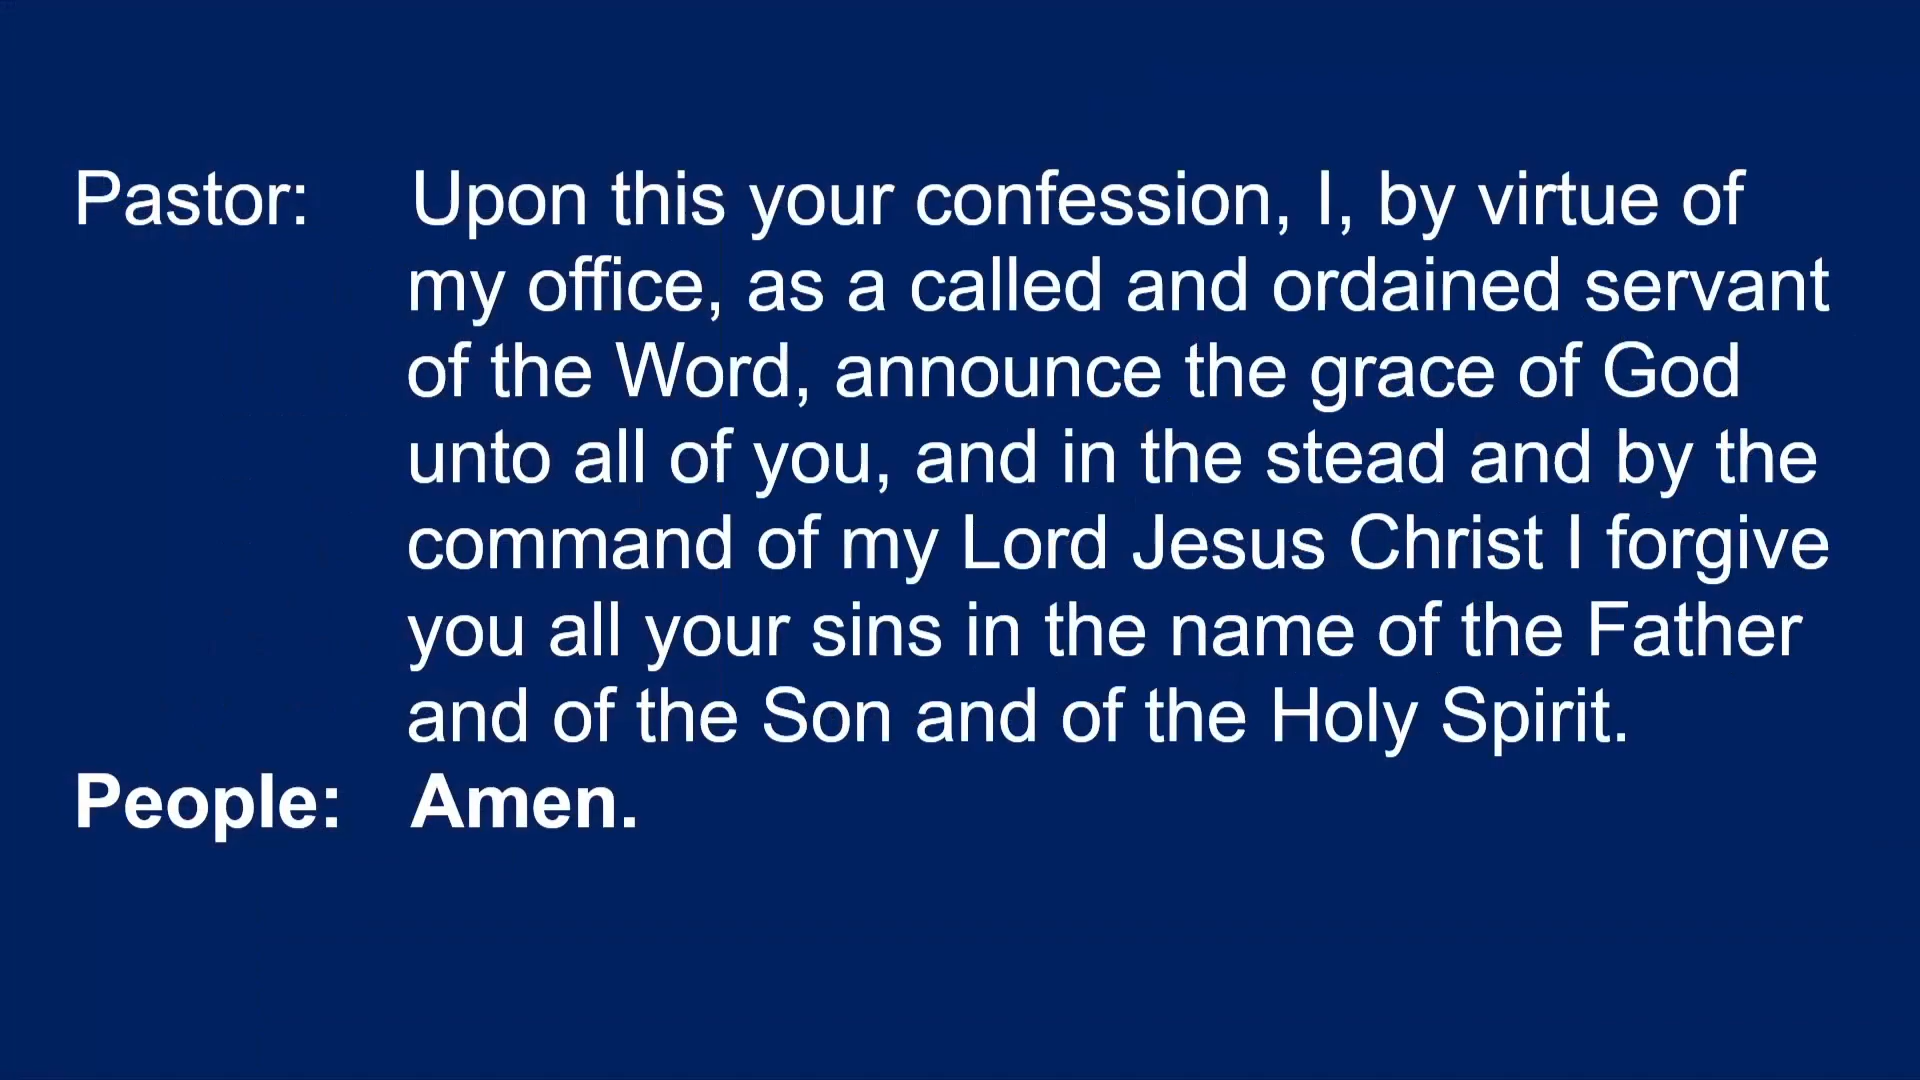 Pastor: Upon this your confession, I, by virtue of
my office, as a called and ordained servant
of the Word, announce the grace of God
unto all of you, and in the stead and by the
command of my Lord Jesus Christ I forgive
you all your sins in the name of the Father
and of the Son and of the Holy Spirit.
People: Amen.